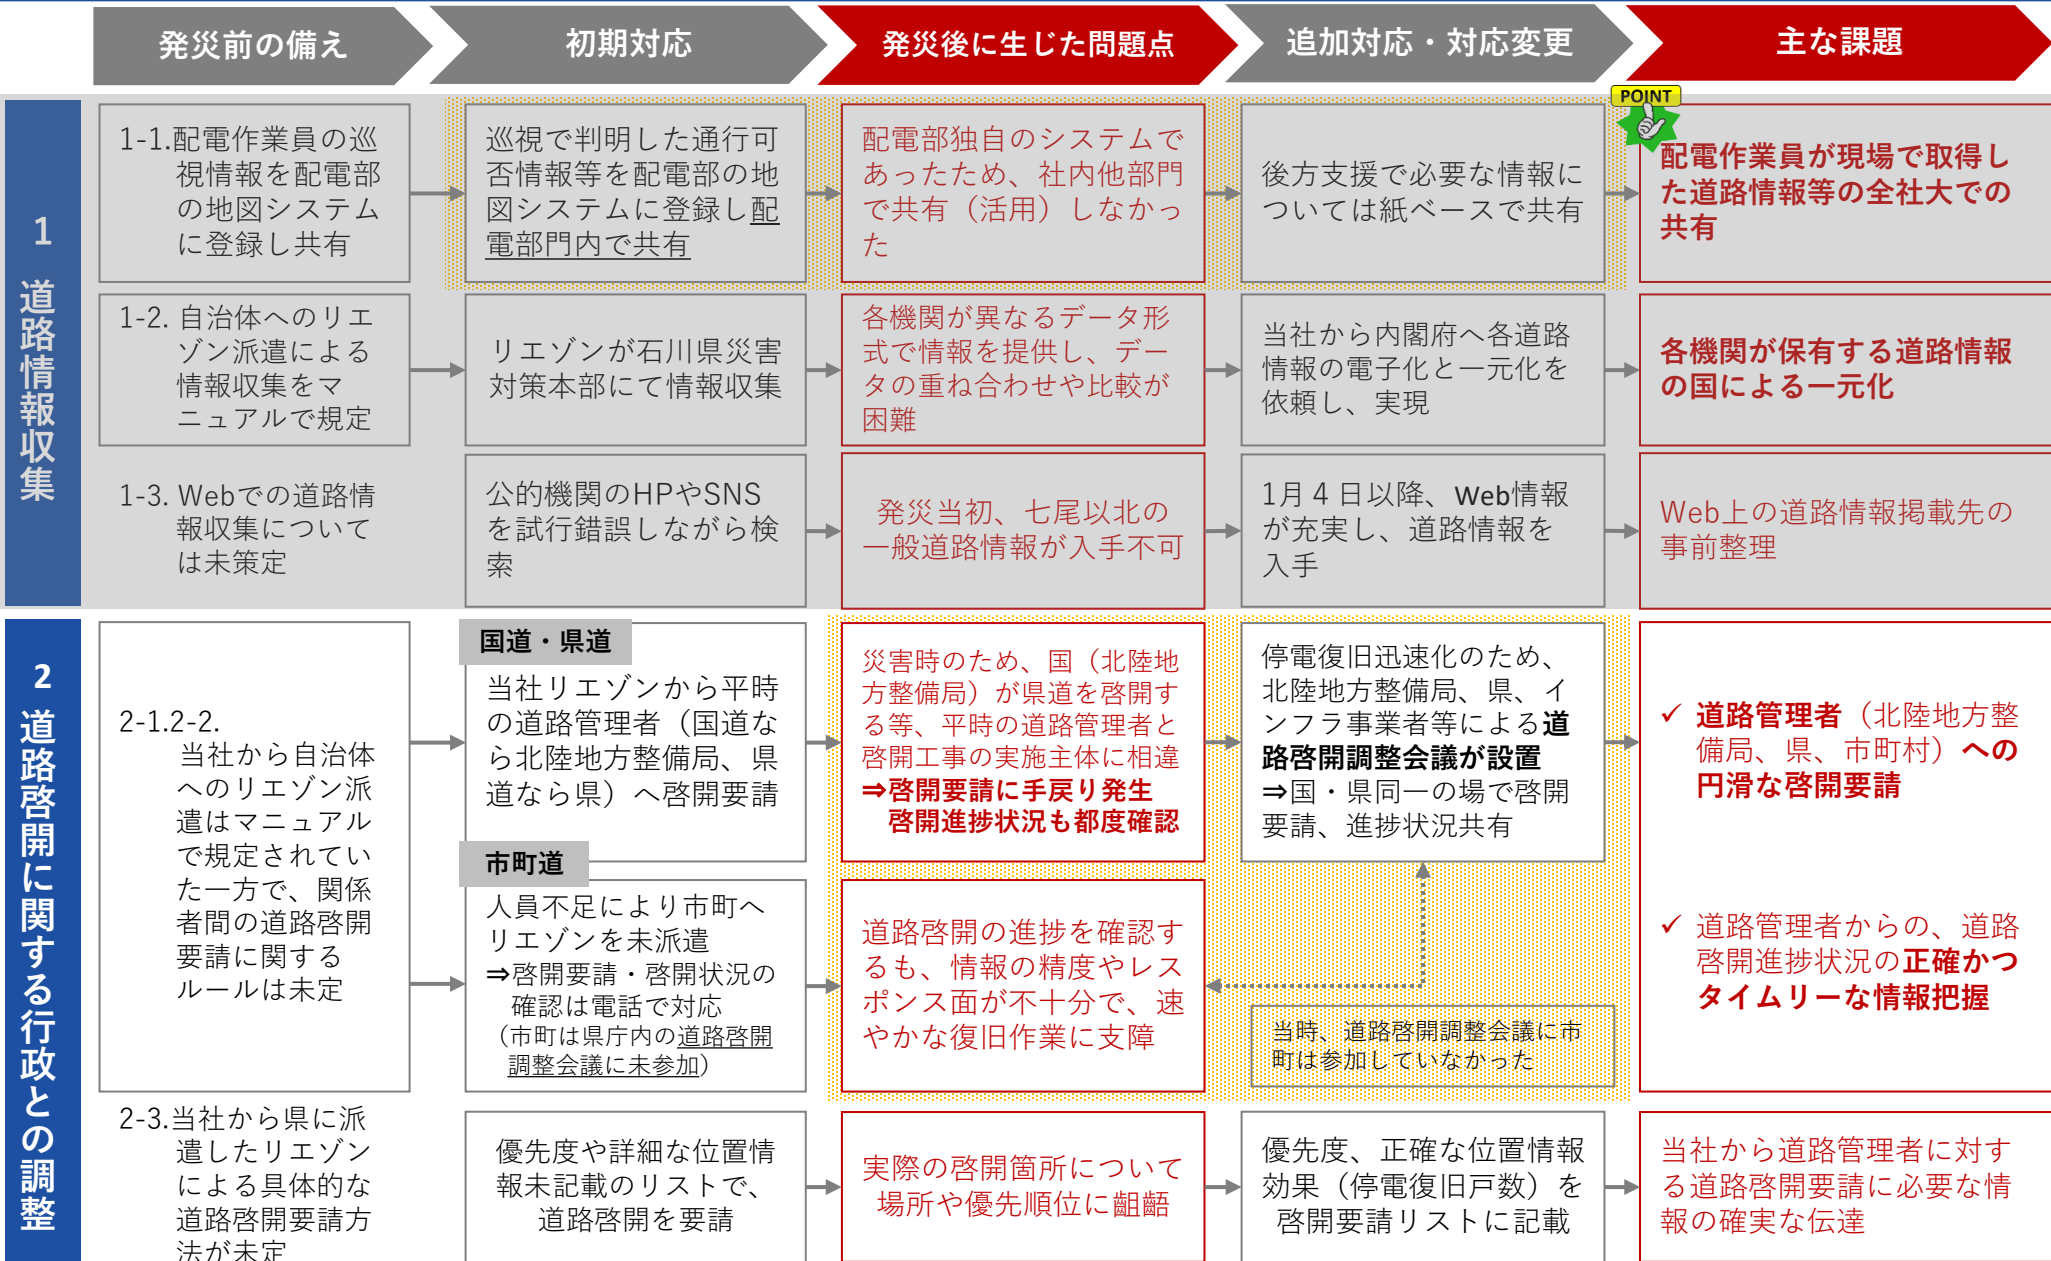 発災前の備え
初期対応
発災後に生じた問題点
追加対応・対応変更
主な課題
1 道路情報収集
1-1.配電作業員の巡
視情報を配電部
の地図システム
に登録し共有
巡視で判明した通行可
否情報等を配電部の地
図システムに登録し配
電部門内で共有
配電部独自のシステムで
あったため、社内他部門
で共有（活用）しなかっ
た
後方支援で必要な情報に
ついては紙ベースで共有
POINT
配電作業員が現場で取得し
た道路情報等の全社大での
共有
1-2. 自治体へのリエ
ゾン派遣による
情報収集をマ
ニュアルで規定
リエゾンが石川県災害
対策本部にて情報収集
各機関が異なるデータ形
式で情報を提供し、デー
タの重ね合わせや比較が
困難
当社から内閣府へ各道路
情報の電子化と一元化を
依頼し、実現
各機関が保有する道路情報
の国による一元化
1-3. Webでの道路情
報収集について
は未策定
公的機関のHPやSNS
を試行錯誤しながら検
索
発災当初、七尾以北の
一般道路情報が入手不可
1月４日以降、Web情報
が充実し、道路情報を
入手
Web上の道路情報掲載先の
事前整理
2 道路啓開に関する行政との調整
2-1.2-2.
当社から自治体
へのリエゾン派
遣はマニュアル
で規定されてい
た一方で、関係
者間の道路啓開
要請に関する
ルールは未定
国道・県道
当社リエゾンから平時
の道路管理者（国道な
ら北陸地方整備局、県
道なら県）へ啓開要請
災害時のため、国（北陸地
方整備局）が県道を啓開す
る等、平時の道路管理者と
啓開工事の実施主体に相違
⇒啓開要請に手戻り発生
啓開進捗状況も都度確認
停電復旧迅速化のため、
北陸地方整備局、県、イ
ンフラ事業者等による道
路啓開調整会議が設置
⇒国・県同一の場で啓開
要請、進捗状況共有
✓ 道路管理者（北陸地方整
備局、県、市町村）への
円滑な啓開要請
市町道
人員不足により市町へ
リエゾンを未派遣
⇒啓開要請・啓開状況の
確認は電話で対応
（市町は県庁内の道路啓開
調整会議に未参加）
道路啓開の進捗を確認す
るも、情報の精度やレス
ポンス面が不十分で、速
やかな復旧作業に支障
当時、道路啓開調整会議に市
町は参加していなかった
✓ 道路管理者からの、道路
啓開進捗状況の正確かつ
タイムリーな情報把握
2-3.当社から県に派
遣したリエゾン
による具体的な
道路啓開要請方
法が未定
優先度や詳細な位置情
報未記載のリストで、
道路啓開を要請
実際の啓開箇所について
場所や優先順位に齟齬
優先度、正確な位置情報
効果（停電復旧戸数）を
啓開要請リストに記載
当社から道路管理者に対す
る道路啓開要請に必要な情
報の確実な伝達